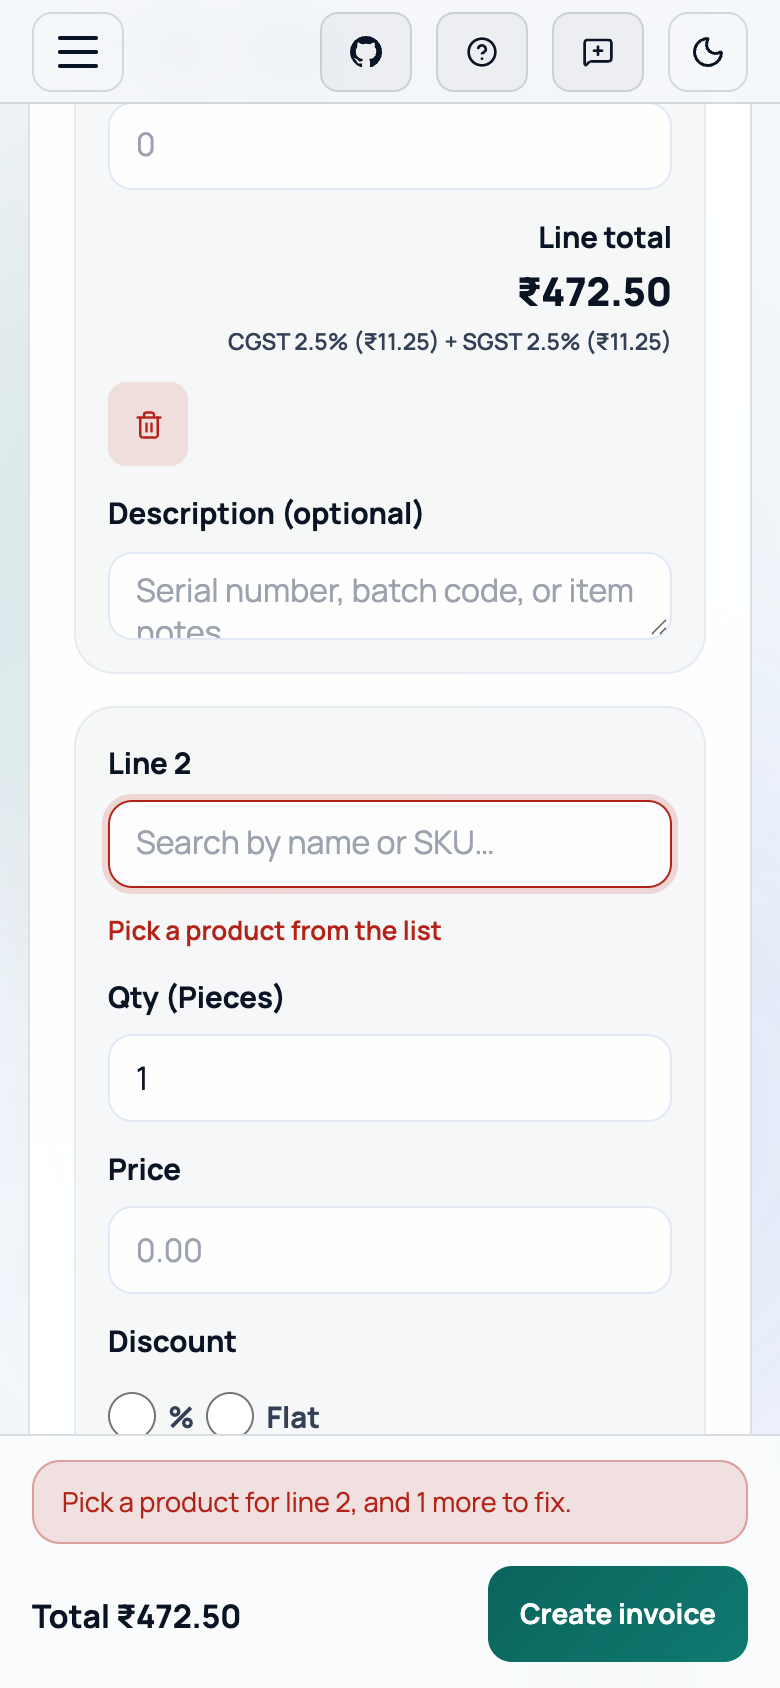 0
Line total
₹472.50
CGST 2.5% (₹11.25) + SGST 2.5% (₹11.25)
Description (optional)
Serial number, batch code, or item
notes
Line 2
Search by name or SKU...
Pick a product from the list
Qty (Pieces)
1
Price
0.00
Discount
% Flat
Pick a product for line 2, and 1 more to fix.
Total ₹472.50
Create invoice